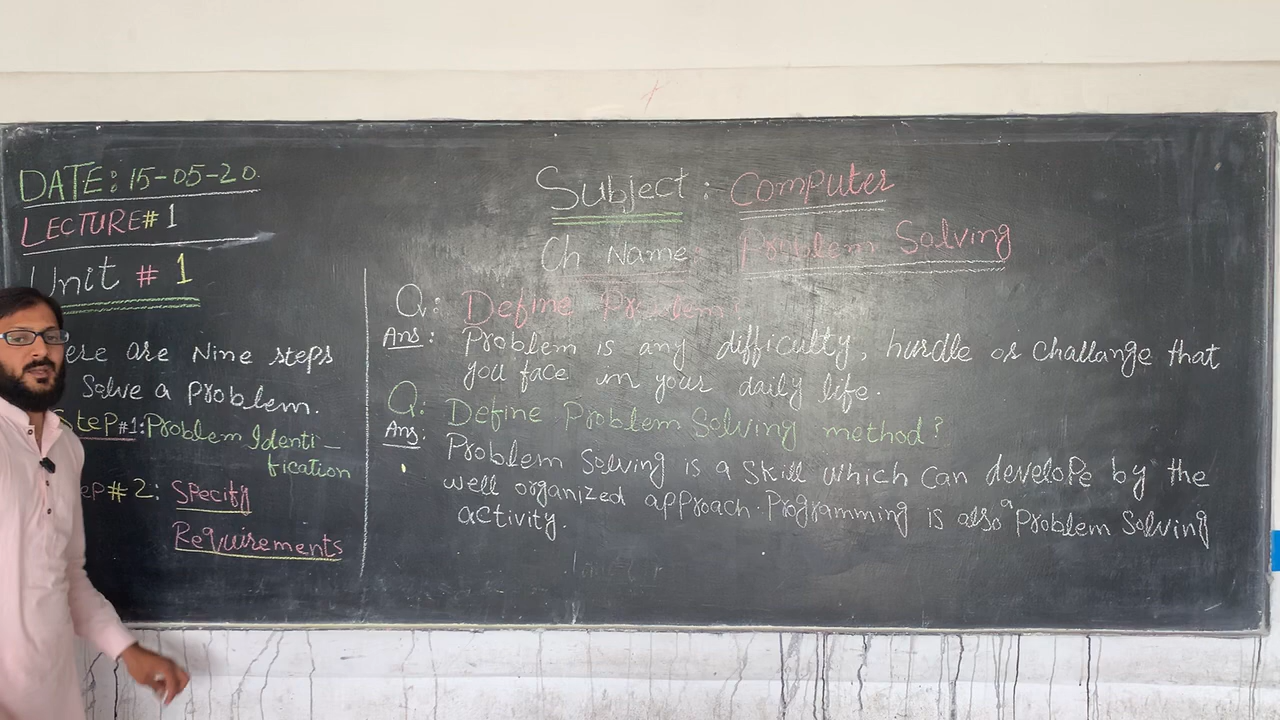 DATE: 15-05-20.
LECTURE#1
Unit # 1
ere are Nine steps
Solve a Problem.
SteP#1: Problem Identi-
fication
eP#2: Specify
Requirements
Subject: Computer
Ch Name: Problem Solving
Q: Define Problem
Ans: Problem is any difficulty, hurdle or challange that
you face in your daily life.
Q: Define Problem Solving method?
Ans: Problem Solving is a skill which can develope by the
well organized approach. Programming is also a Problem Solving
activity.